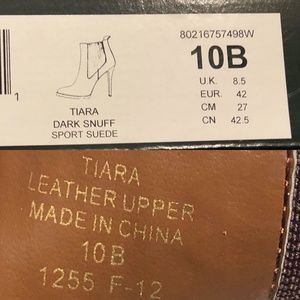 80216757498W
10B
U.K. 8.5
EUR. 42
CM 27
CN 42.5
1
TIARA
DARK SNUFF
SPORT SUEDE
TIARA
LEATHER UPPER
MADE IN CHINA
10B
1255 F-12